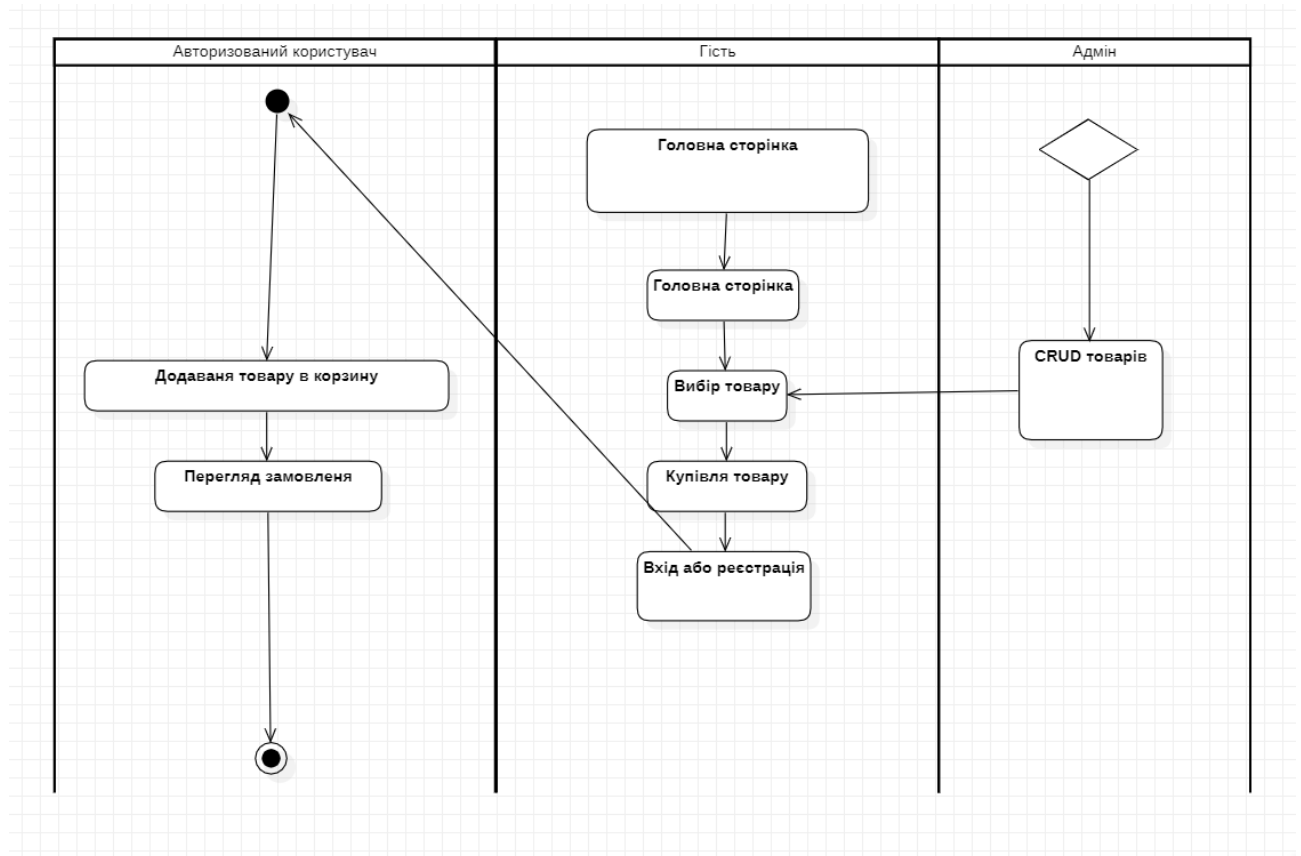 Авторизований користувач
Гість
Адмін
Головна сторінка
Головна сторінка
CRUD товарів
Додаваня товару в корзину
Вибір товару
Перегляд замовленя
Купівля товару
Вхід або реєстрація